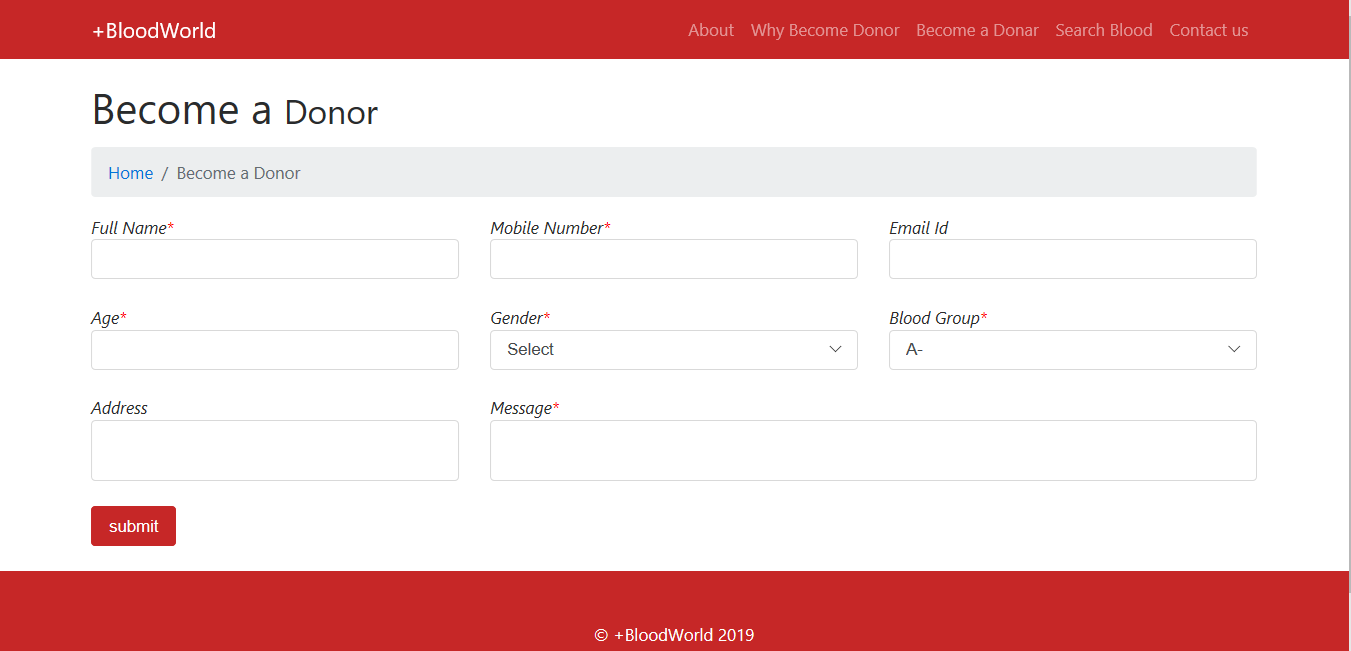 +BloodWorld About Why Become Donor Become a Donar Search Blood Contact us
Become a Donor
Home / Become a Donor
Full Name* Mobile Number* Email Id
Age* Gender* Blood Group*
Select A-
Address Message*
submit
© +BloodWorld 2019